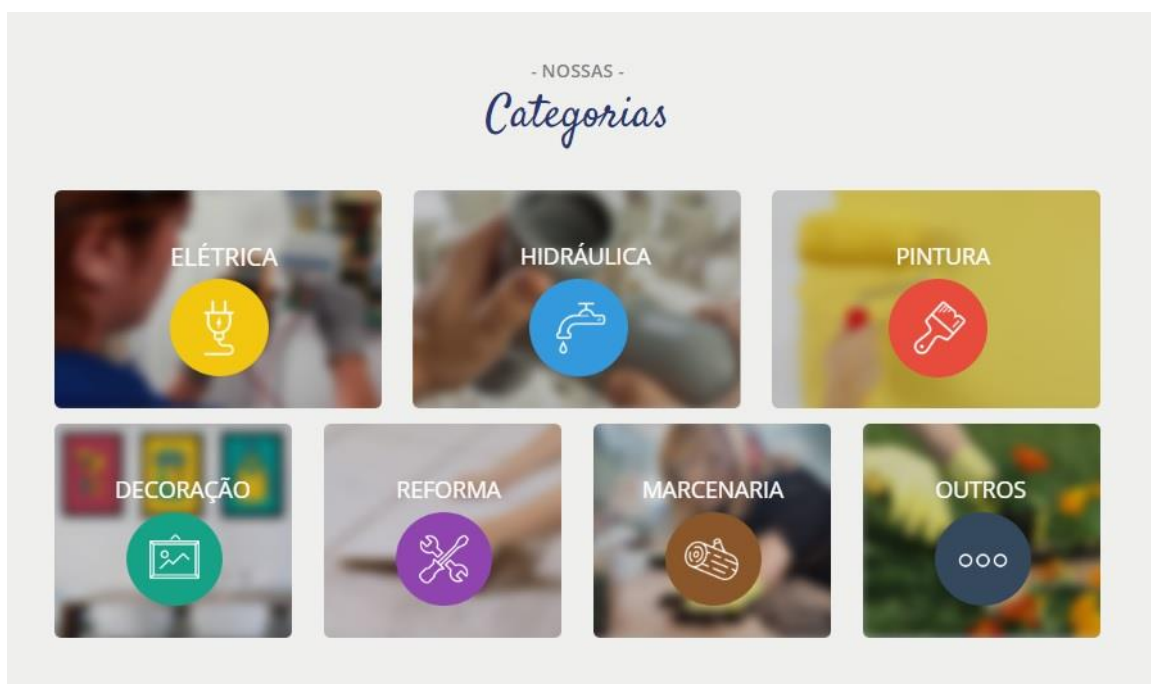 - NOSSAS -
Categorias
ELÉTRICA
HIDRÁULICA
PINTURA
DECORAÇÃO
REFORMA
MARCENARIA
OUTROS